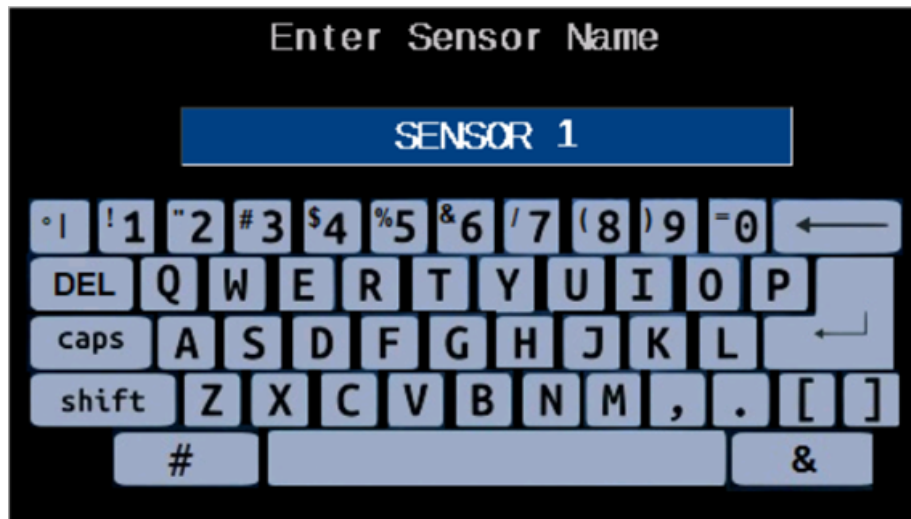 Enter Sensor Name
SENSOR 1
°| !1 "2 #3 $4 %5 &6 /7 (8 )9 =0 ←
DEL Q W E R T Y U I O P
caps A S D F G H J K L ↵
shift Z X C V B N M , . [ ]
# &